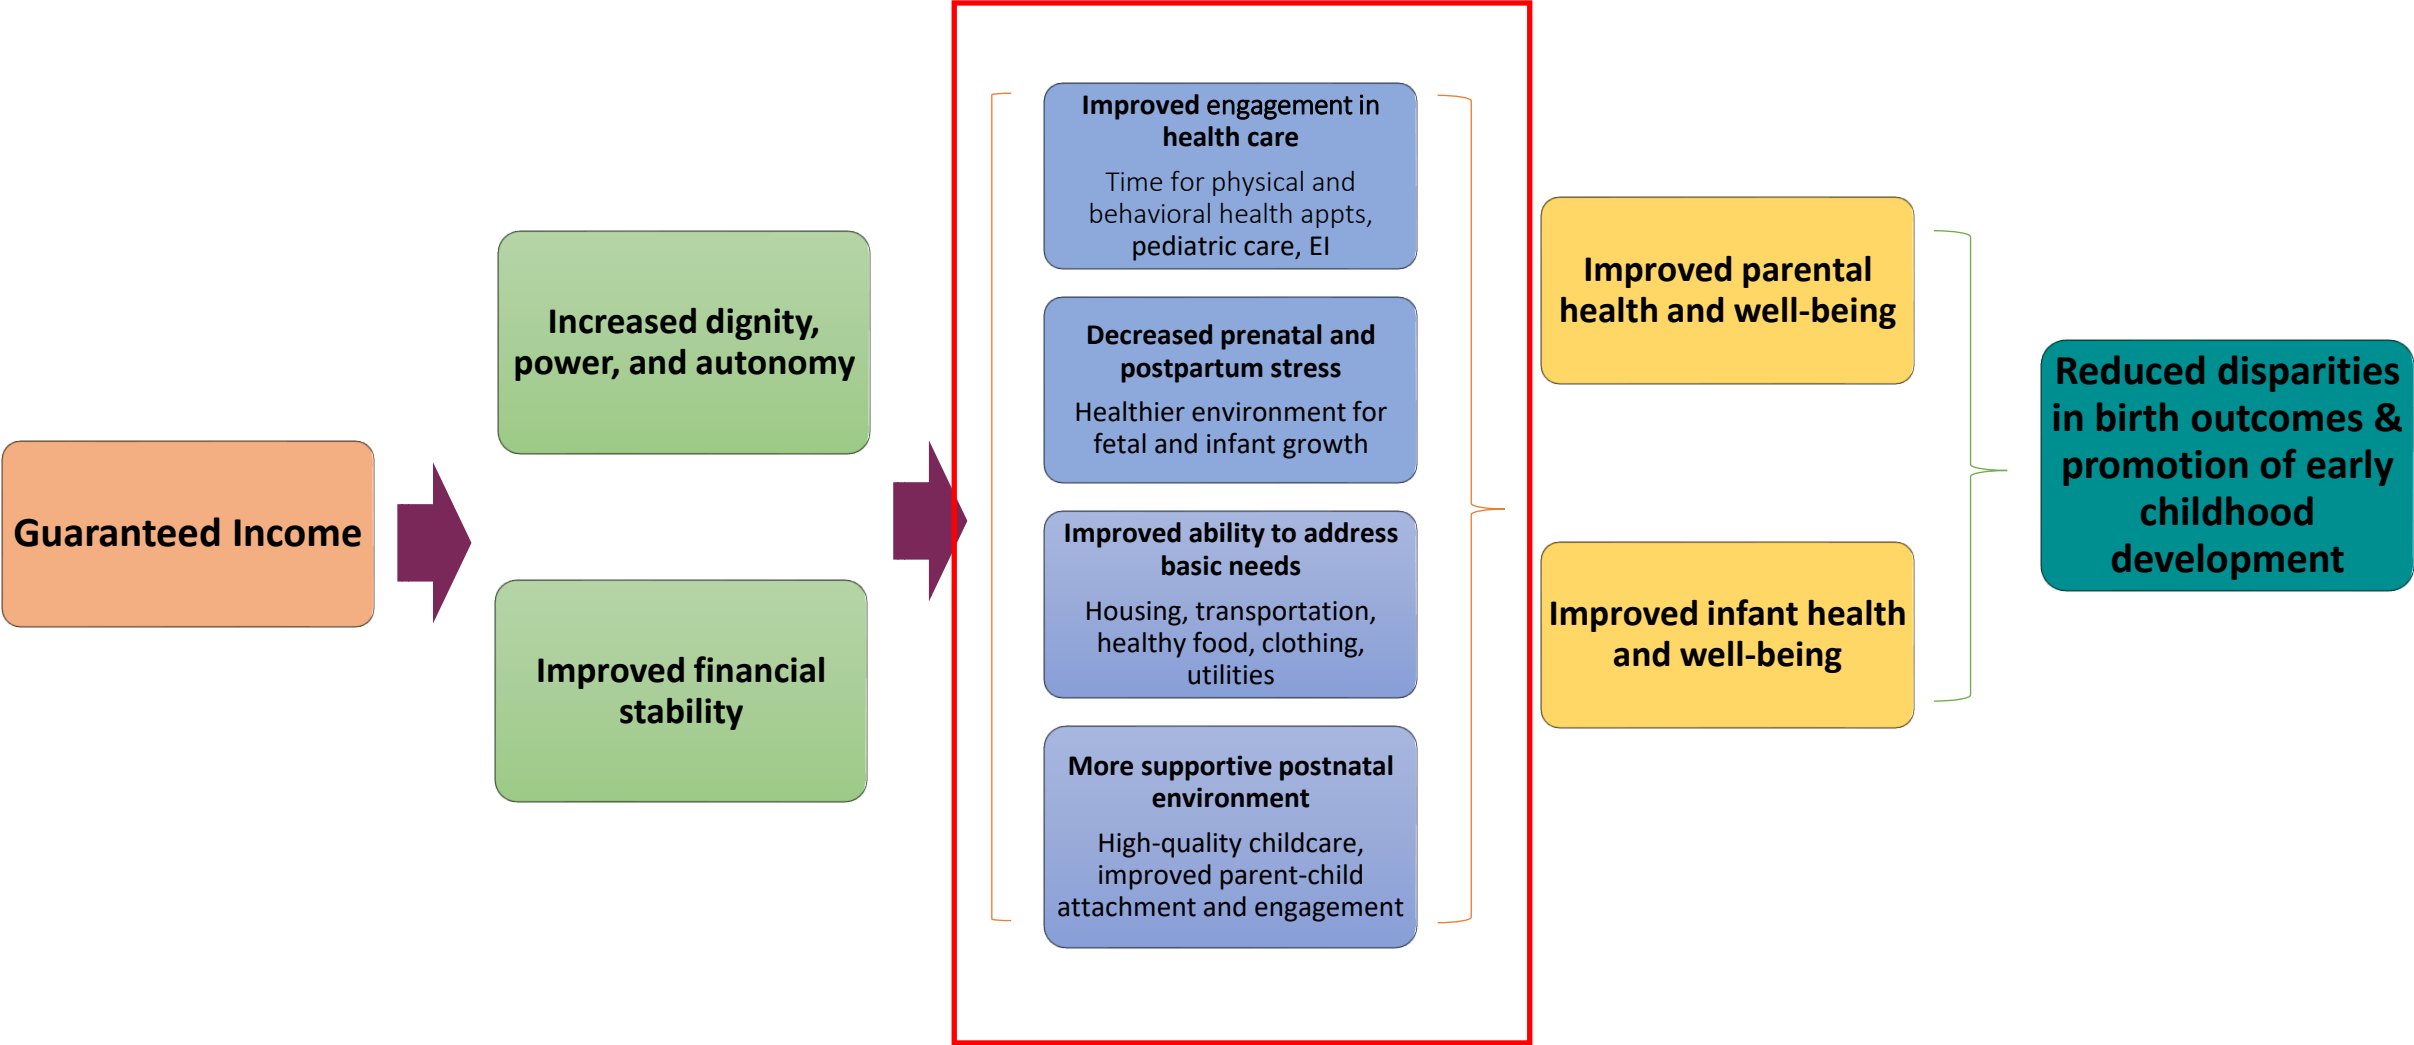 Guaranteed Income
Increased dignity,
power, and autonomy
Improved financial
stability
Improved engagement in
health care
Time for physical and
behavioral health appts,
pediatric care, EI
Decreased prenatal and
postpartum stress
Healthier environment for
fetal and infant growth
Improved ability to address
basic needs
Housing, transportation,
healthy food, clothing,
utilities
More supportive postnatal
environment
High-quality childcare,
improved parent-child
attachment and engagement
Improved parental
health and well-being
Improved infant health
and well-being
Reduced disparities
in birth outcomes &
promotion of early
childhood
development